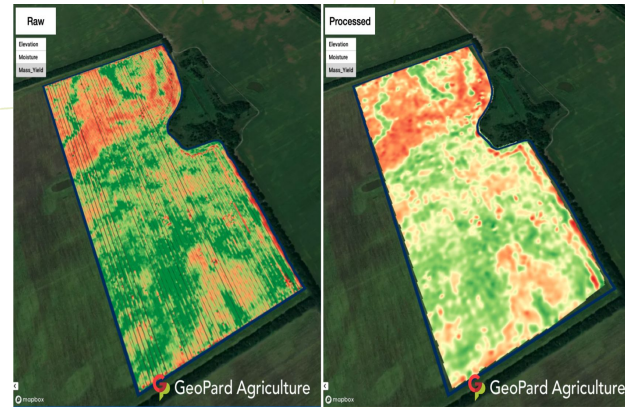 Raw
Elevation
Moisture
Mass_Yield
GeoPard Agriculture
mapbox
Processed
Elevation
Moisture
Mass_Yield
GeoPard Agriculture
mapbox